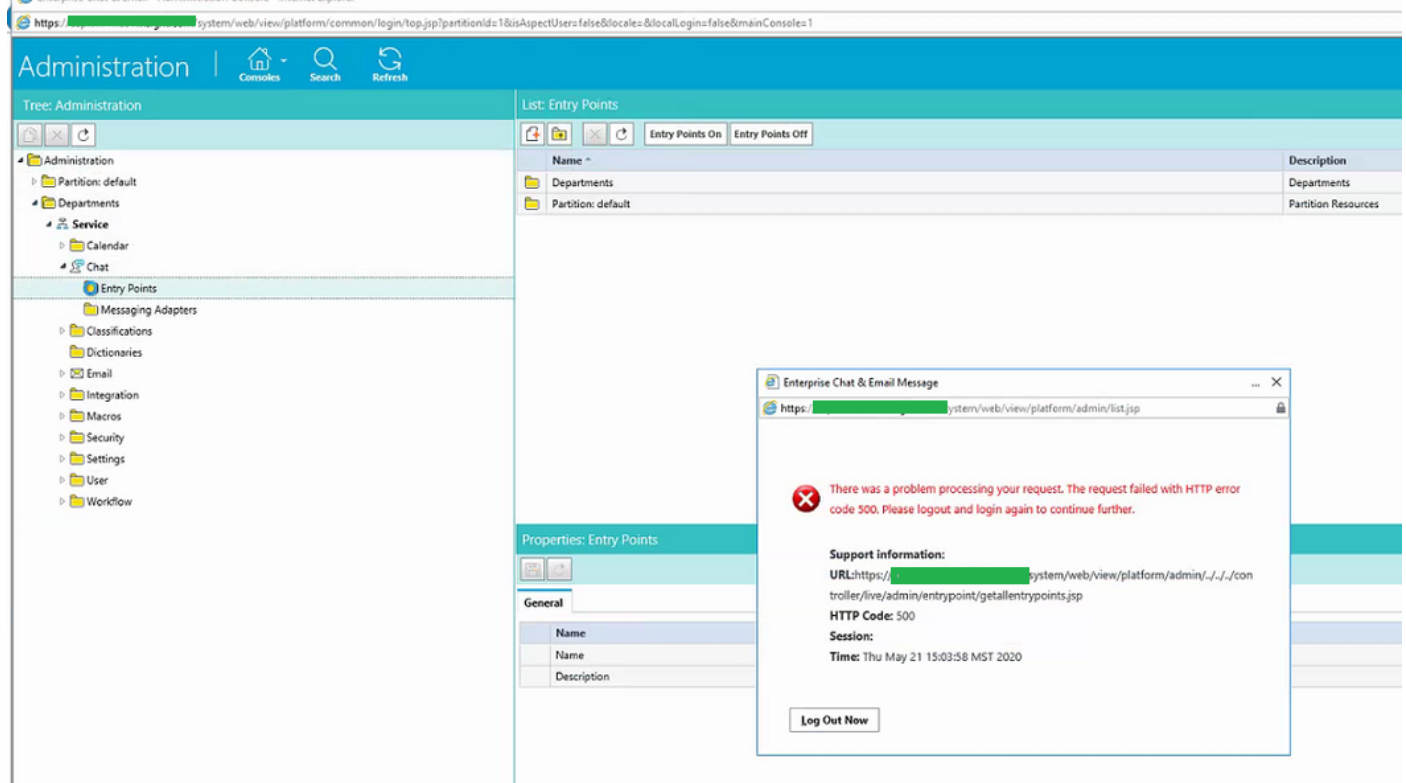 https:/
system/web/view/platform/common/login/top.jsp?partitionId=1&isAspectUser=false&locale=&localLogin=false&mainConsole=1
Administration
Consoles
Search
Refresh
Tree: Administration
List: Entry Points
Entry Points On
Entry Points Off
Administration
Partition: default
Departments
Service
Calendar
Chat
Entry Points
Messaging Adapters
Classifications
Dictionaries
Email
Integration
Macros
Security
Settings
User
Workflow
Name
Description
Departments
Departments
Partition: default
Partition Resources
Properties: Entry Points
General
Name
Name
Description
Enterprise Chat & Email Message
https:/ ystem/web/view/platform/admin/list.jsp
There was a problem processing your request. The request failed with HTTP error
code 500. Please logout and login again to continue further.
Support information:
URL:https:// system/web/view/platform/admin/../../../con
troller/live/admin/entrypoint/getallentrypoints.jsp
HTTP Code: 500
Session:
Time: Thu May 21 15:03:58 MST 2020
Log Out Now